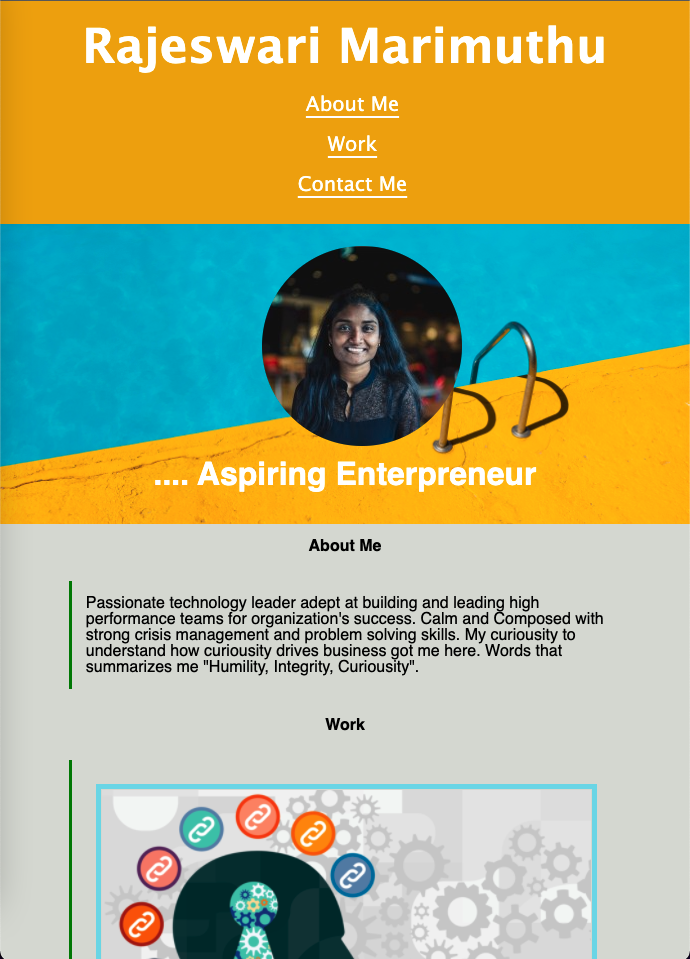 Rajeswari Marimuthu
About Me
Work
Contact Me
.... Aspiring Enterpreneur
About Me
Passionate technology leader adept at building and leading high
performance teams for organization's success. Calm and Composed with
strong crisis management and problem solving skills. My curiousity to
understand how curiousity drives business got me here. Words that
summarizes me "Humility, Integrity, Curiousity".
Work